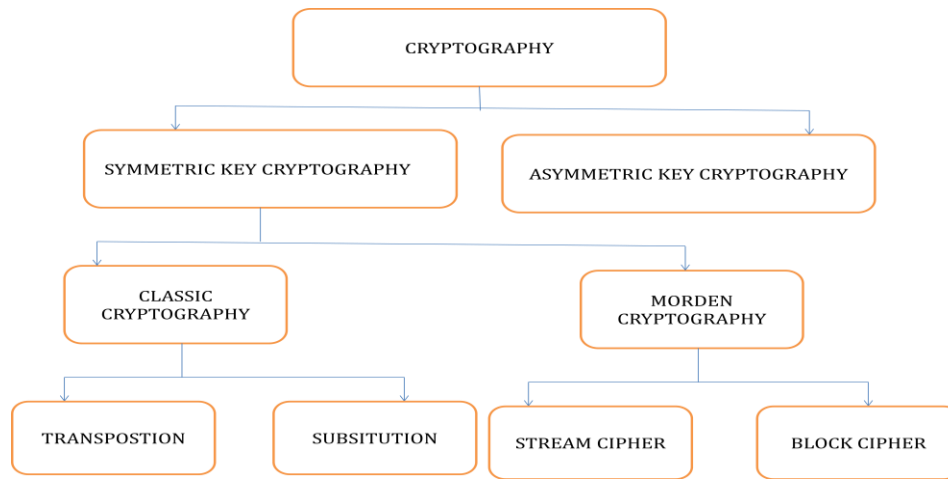 CRYPTOGRAPHY
SYMMETRIC KEY CRYPTOGRAPHY
ASYMMETRIC KEY CRYPTOGRAPHY
CLASSIC
CRYPTOGRAPHY
MORDEN
CRYPTOGRAPHY
TRANSPOSTION
SUBSITUTION
STREAM CIPHER
BLOCK CIPHER